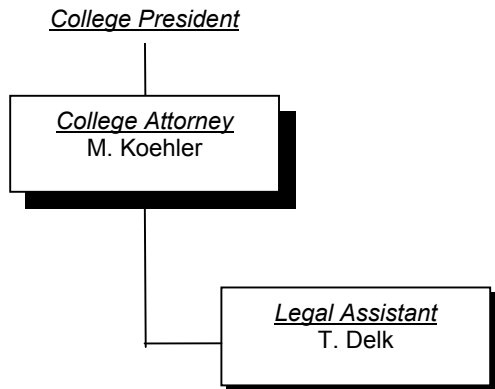 College President
College Attorney
M. Koehler
Legal Assistant
T. Delk